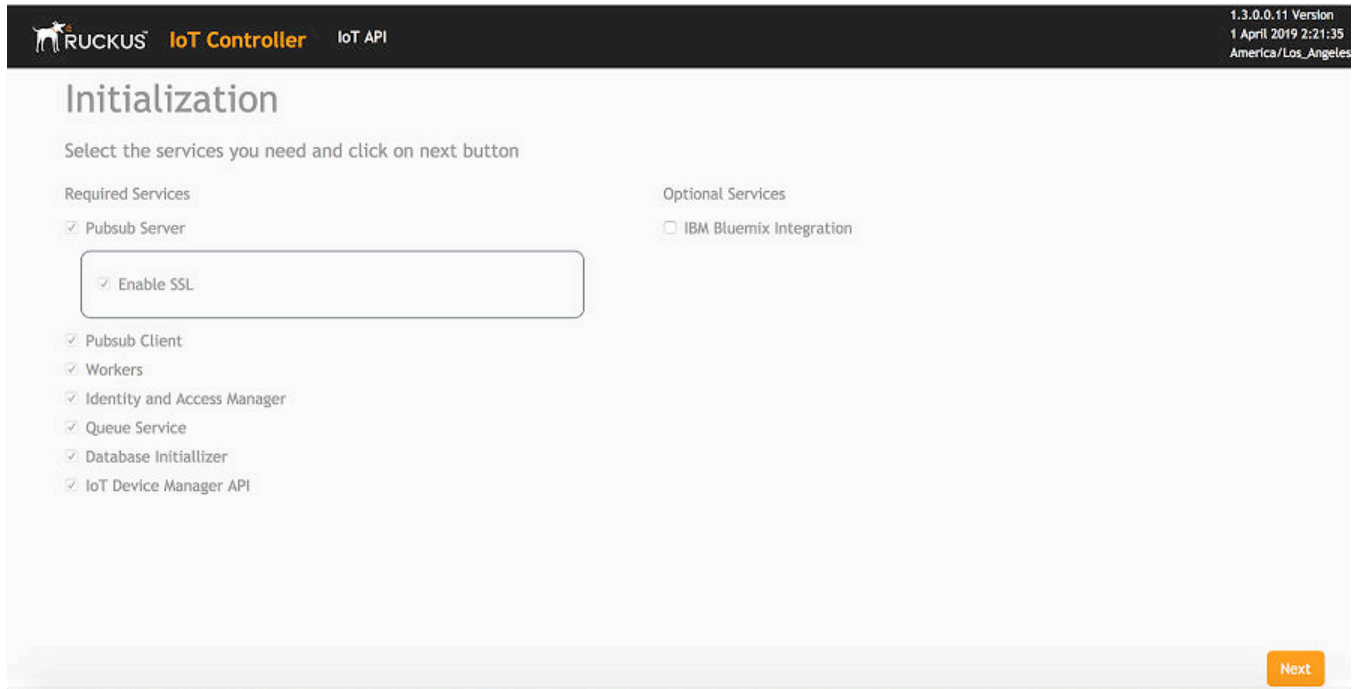 RUCKUS IoT Controller IoT API
1.3.0.0.11 Version
1 April 2019 2:21:35
America/Los_Angeles
Initialization
Select the services you need and click on next button
Required Services
Pubsub Server
Enable SSL
Pubsub Client
Workers
Identity and Access Manager
Queue Service
Database Initiallizer
IoT Device Manager API
Optional Services
IBM Bluemix Integration
Next